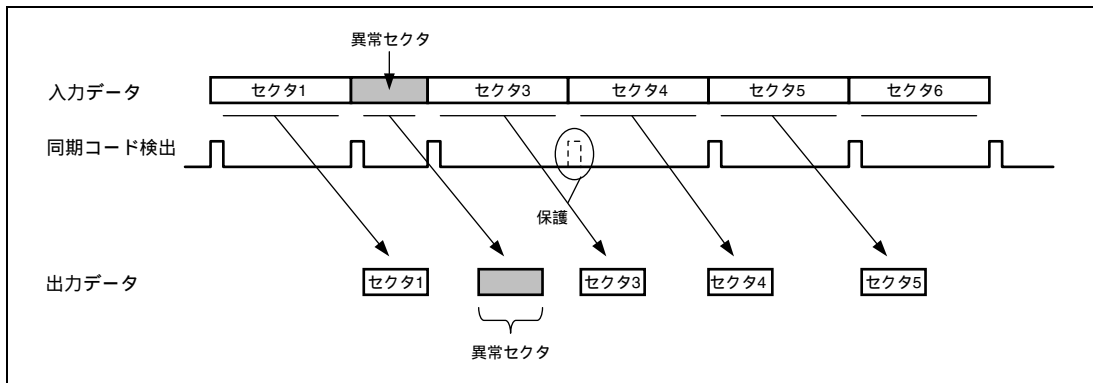 異常セクタ
入力データ セクタ1 セクタ3 セクタ4 セクタ5 セクタ6
同期コード検出
保護
出力データ セクタ1 セクタ3 セクタ4 セクタ5
異常セクタ